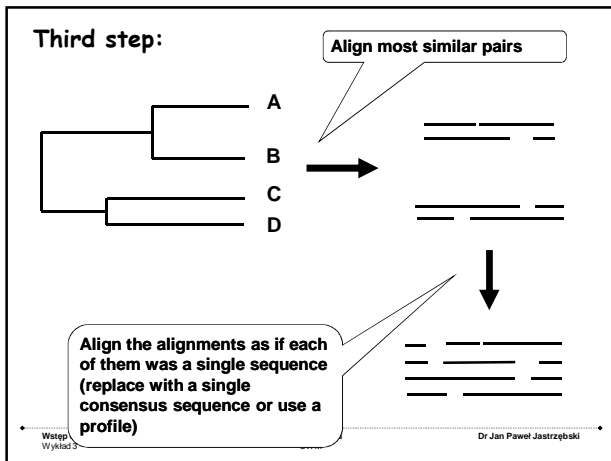 Third step:
Align most similar pairs
A
B
C
D
Align the alignments as if each
of them was a single sequence
(replace with a single
consensus sequence or use a
profile)
Wstęp
Wykład 3
Dr Jan Paweł Jastrzębski